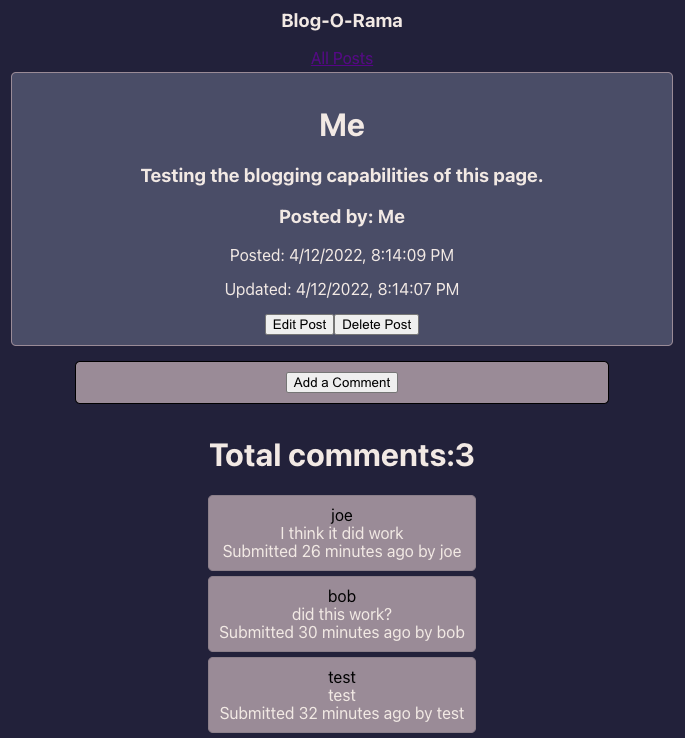 Blog-O-Rama
All Posts
Me
Testing the blogging capabilities of this page.
Posted by: Me
Posted: 4/12/2022, 8:14:09 PM
Updated: 4/12/2022, 8:14:07 PM
Edit Post Delete Post
Add a Comment
Total comments:3
joe
I think it did work
Submitted 26 minutes ago by joe
bob
did this work?
Submitted 30 minutes ago by bob
test
test
Submitted 32 minutes ago by test